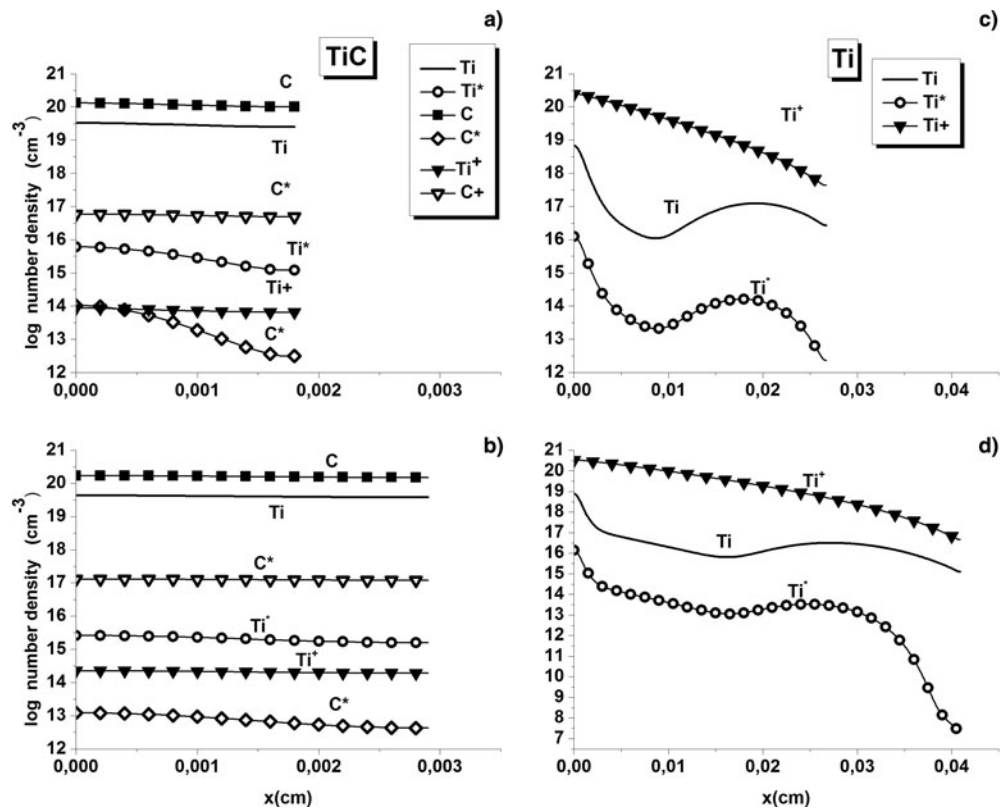 a)
TiC
Ti
Ti*
C
C*
Ti+
C+
log number density (cm-3)
21
20
19
18
17
16
15
14
13
12
C
Ti
C*
Ti*
Ti+
C*
0,000 0,001 0,002 0,003
c)
Ti
Ti
Ti*
Ti+
21
20
19
18
17
16
15
14
13
12
Ti+
Ti
Ti*
0,00 0,01 0,02 0,03 0,04
b)
log number density (cm-3)
21
20
19
18
17
16
15
14
13
12
C
Ti
C*
Ti*
Ti+
C*
0,000 0,001 0,002 0,003
x(cm)
d)
21
20
19
18
17
16
15
14
13
12
11
10
9
8
7
Ti+
Ti
Ti*
0,00 0,01 0,02 0,03 0,04
x(cm)